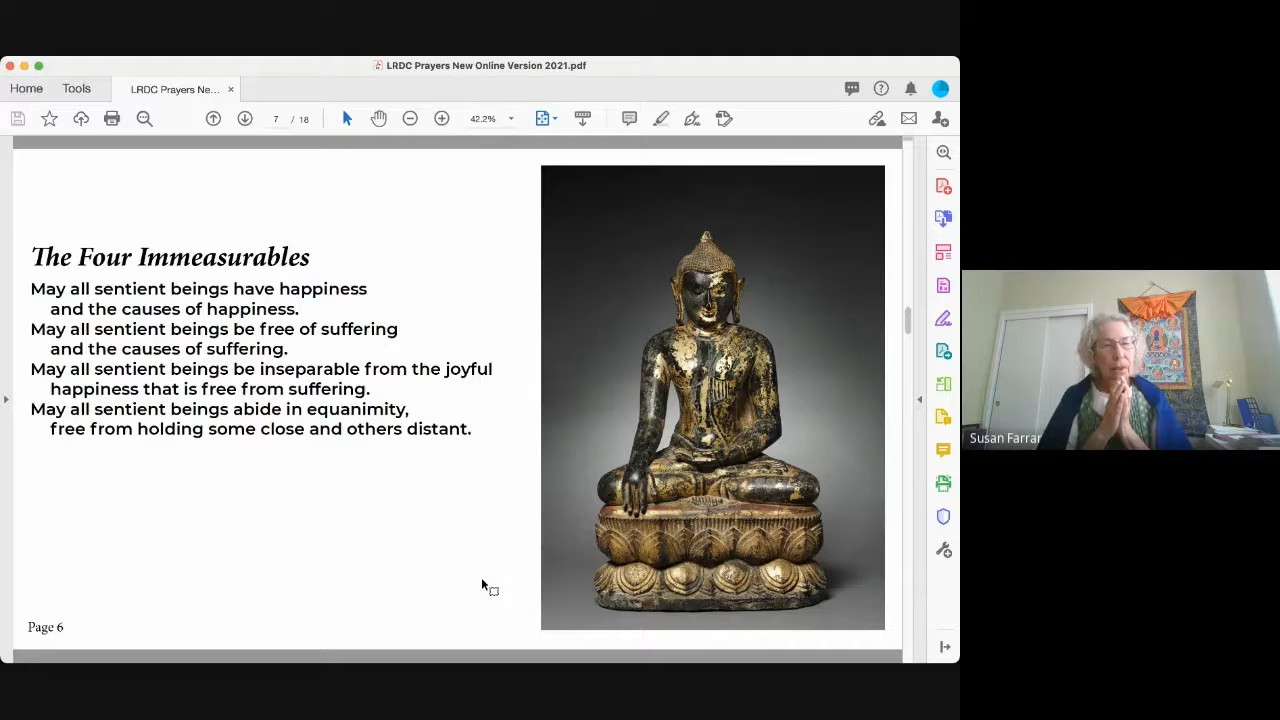 LRDC Prayers New Online Version 2021.pdf
Home
Tools
LRDC Prayers Ne... ×
7 / 18
42.2%
The Four Immeasurables
May all sentient beings have happiness
and the causes of happiness.
May all sentient beings be free of suffering
and the causes of suffering.
May all sentient beings be inseparable from the joyful
happiness that is free from suffering.
May all sentient beings abide in equanimity,
free from holding some close and others distant.
Page 6
Susan Farrar